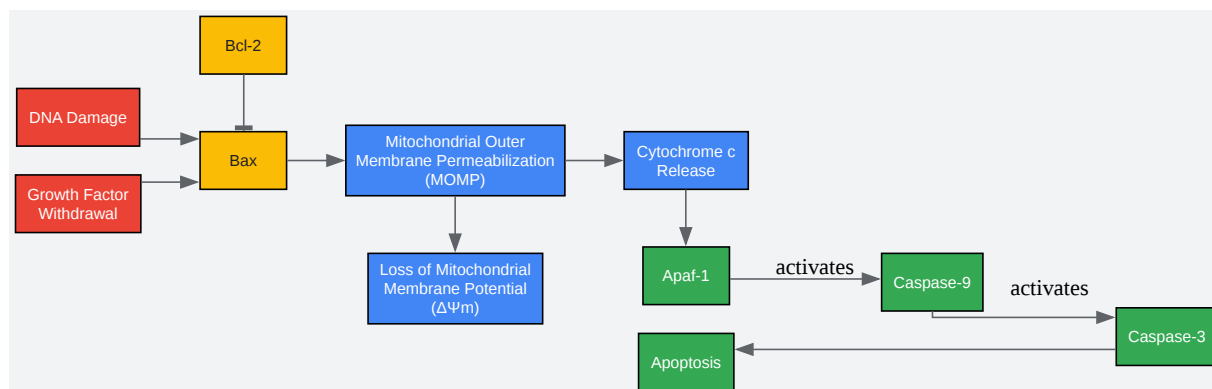 Bcl-2
DNA Damage
Bax
Growth Factor
Withdrawal
Mitochondrial Outer
Membrane Permeabilization
(MOMP)
Cytochrome c
Release
Loss of Mitochondrial
Membrane Potential
(ΔΨm)
Apaf-1
activates
Caspase-9
activates
Caspase-3
Apoptosis